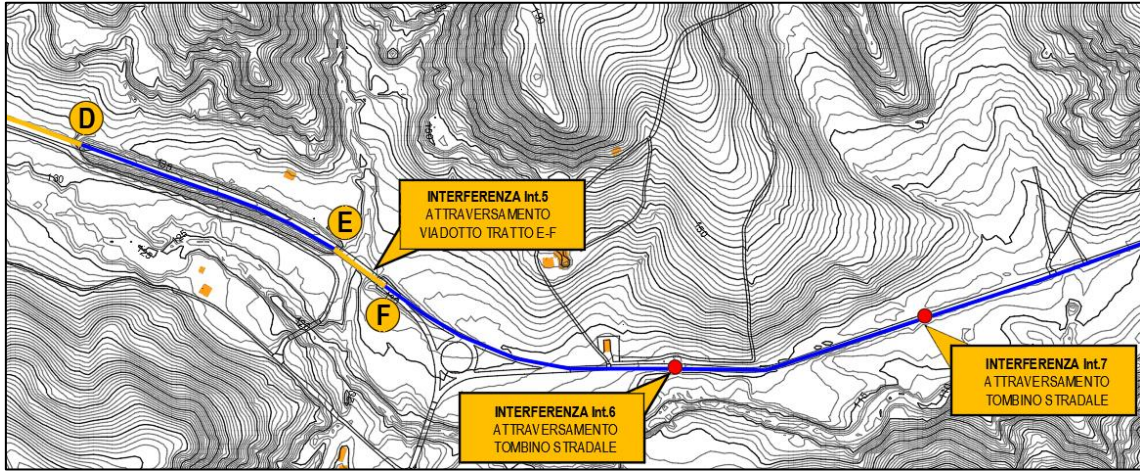 D
E
F
INTERFERENZA Int.5
ATTRAVERSAMENTO
VIADOTTO TRATTO E-F
INTERFERENZA Int.6
ATTRAVERSAMENTO
TOMBINO STRADALE
INTERFERENZA Int.7
ATTRAVERSAMENTO
TOMBINO STRADALE